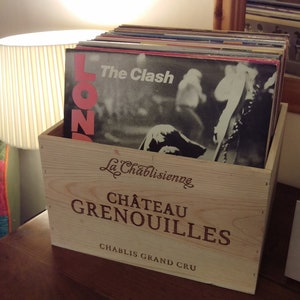 The Clash
LOND
La Chablisienne
CHÂTEAU
GRENOUILLES
CHABLIS GRAND CRU